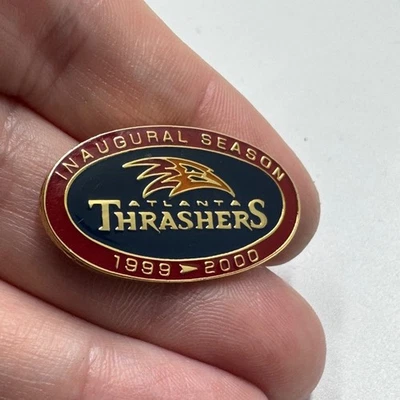 INAUGURAL SEASON
ATLANTA
THRASHERS
1999 2000